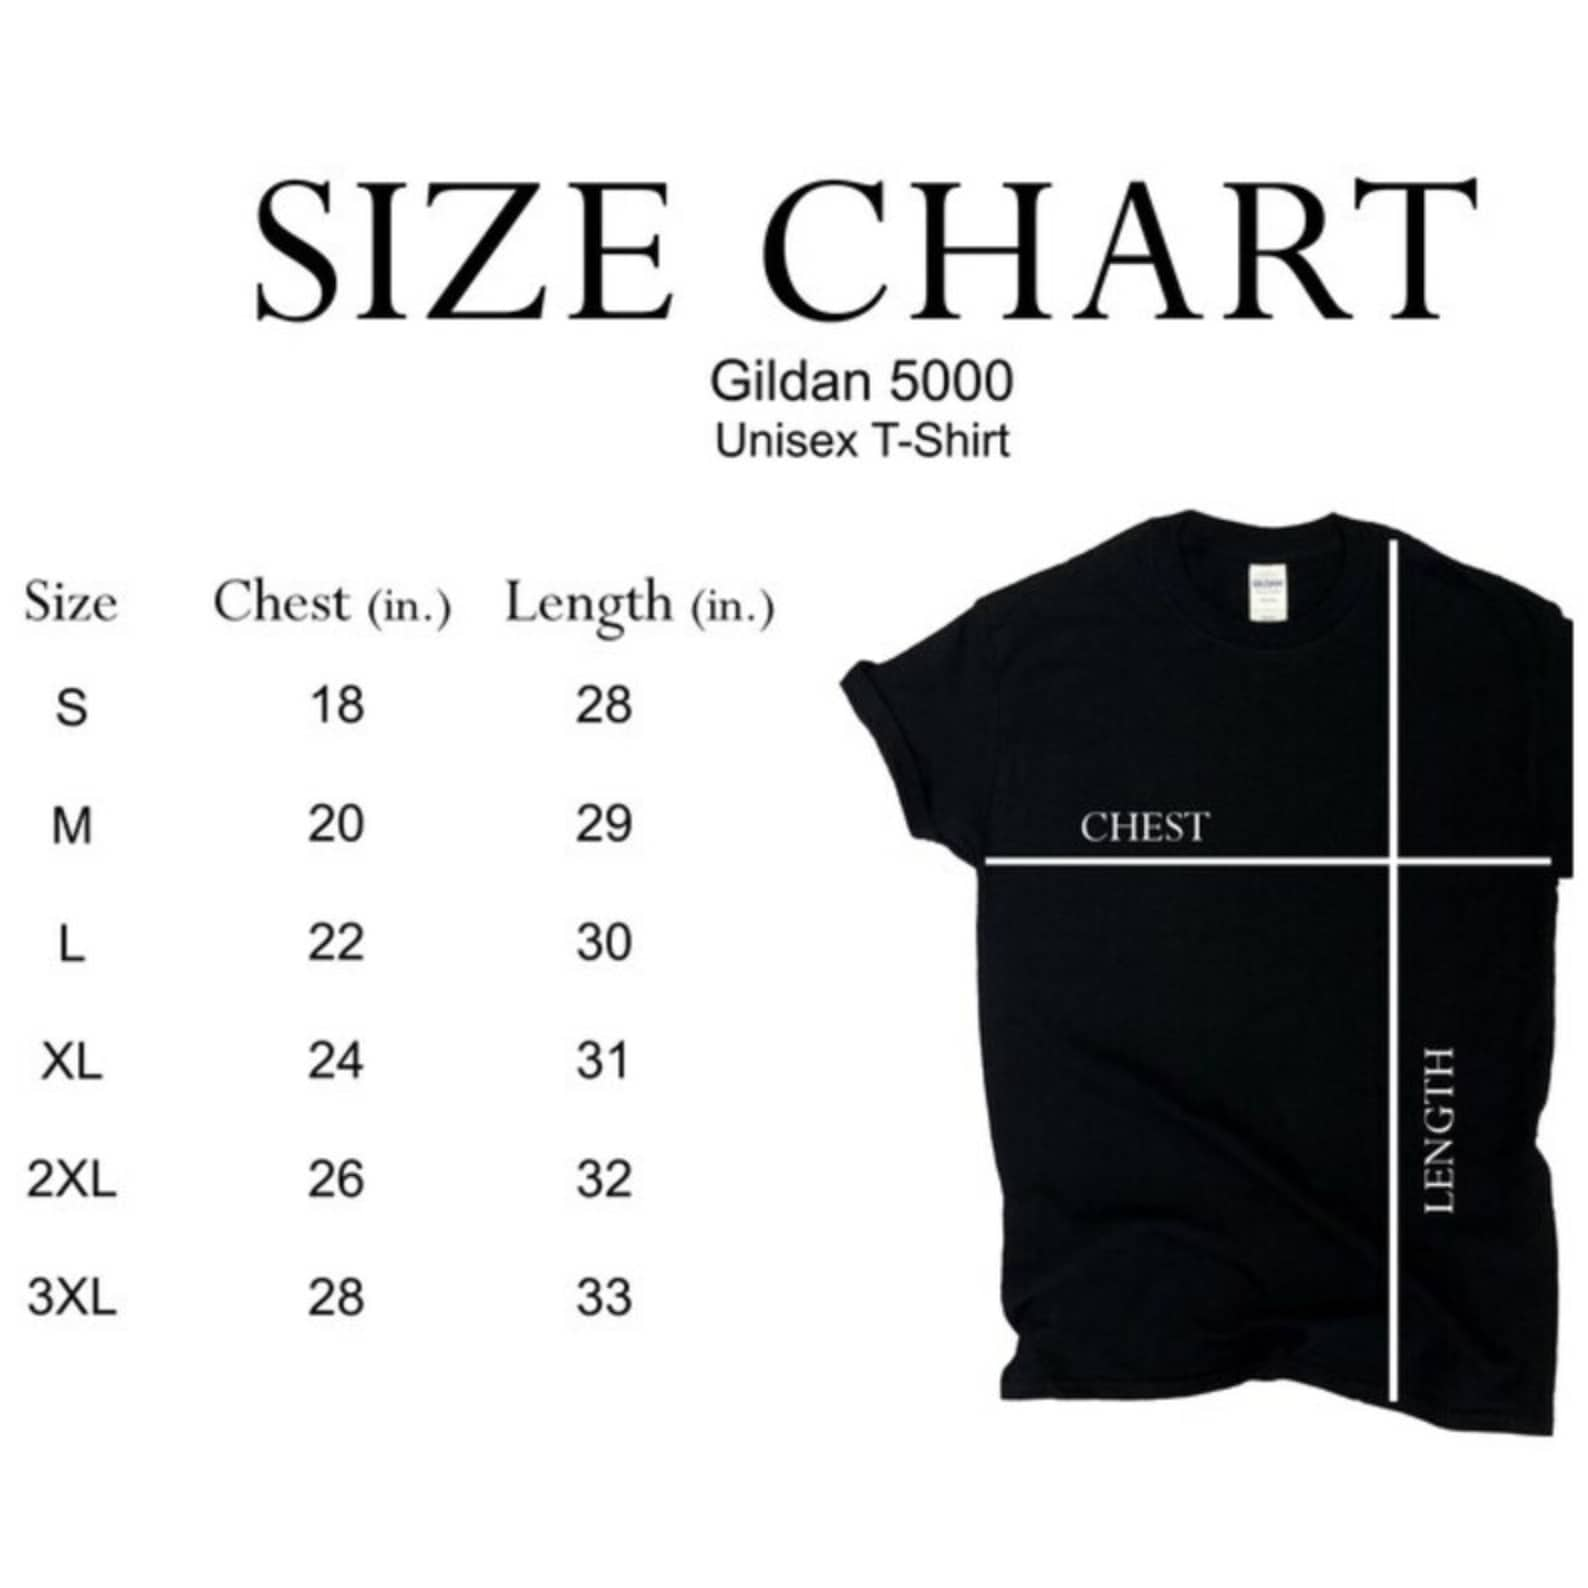 SIZE CHART
Gildan 5000
Unisex T-Shirt
Size Chest (in.) Length (in.)
S 18 28
M 20 29
L 22 30
XL 24 31
2XL 26 32
3XL 28 33
GILDAN
CHEST
LENGTH